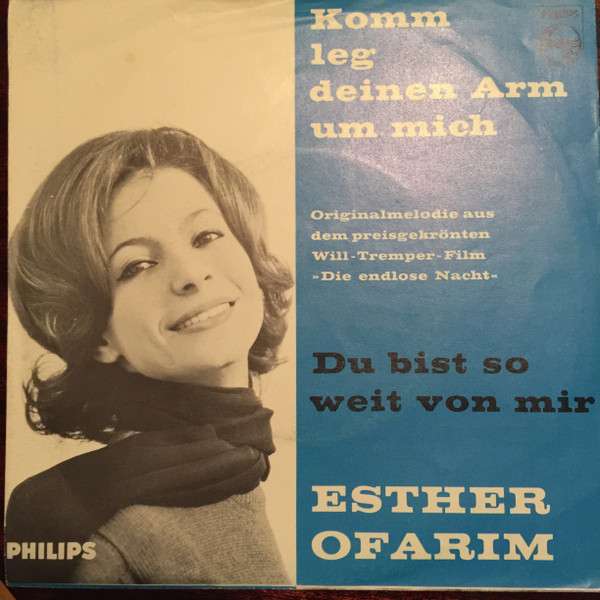 Komm
leg
deinen Arm
um mich
PHILIPS
Originalmelodie aus
dem preisgekrönten
Will-Tremper-Film
»Die endlose Nacht«
Du bist so
weit von mir
ESTHER
OFARIM
PHILIPS